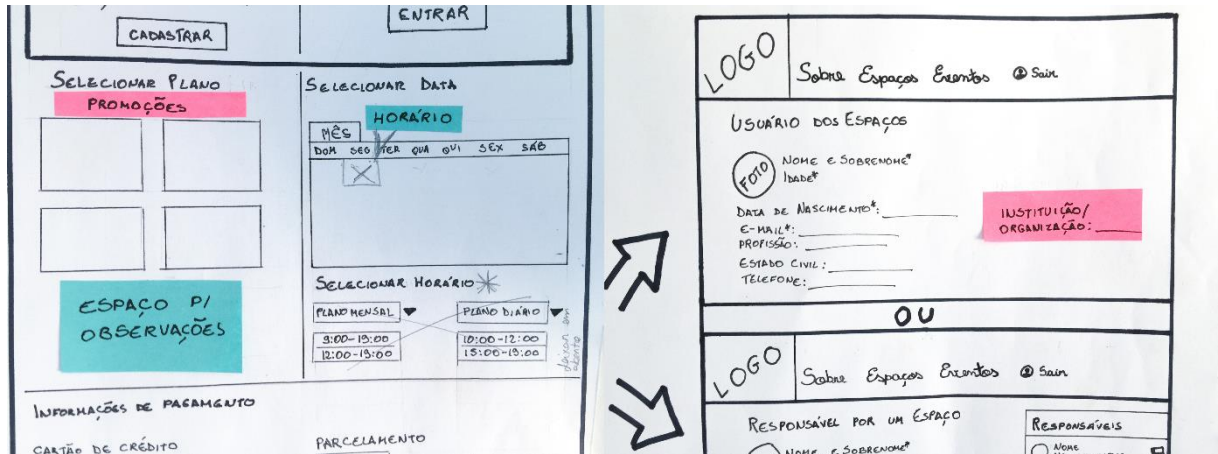 CADASTRAR
ENTRAR
SELECIONAR PLANO
PROMOÇÕES
ESPAÇO P/
OBSERVAÇÕES
SELECIONAR DATA
HORÁRIO
MÊS
DOM SEG TER QUA QUI SEX SÁB
SELECIONAR HORÁRIO
PLANO MENSAL
PLANO DIÁRIO
9:00-19:00
12:00-19:00
10:00-12:00
15:00-19:00
deixar em
aberto
INFORMAÇÕES DE PAGAMENTO
CARTÃO DE CRÉDITO
PARCELAMENTO
LOGO
Sobre Espaços Eventos Sair
USUÁRIO DOS ESPAÇOS
FOTO
NOME E SOBRENOME*
IDADE*
DATA DE NASCIMENTO*:
E-MAIL*:
PROFISSÃO:
ESTADO CIVIL:
TELEFONE:
INSTITUIÇÃO/
ORGANIZAÇÃO:
OU
LOGO
Sobre Espaços Eventos Sair
RESPONSÁVEL POR UM ESPAÇO
NOME E SOBRENOME*
RESPONSÁVEIS
NOME